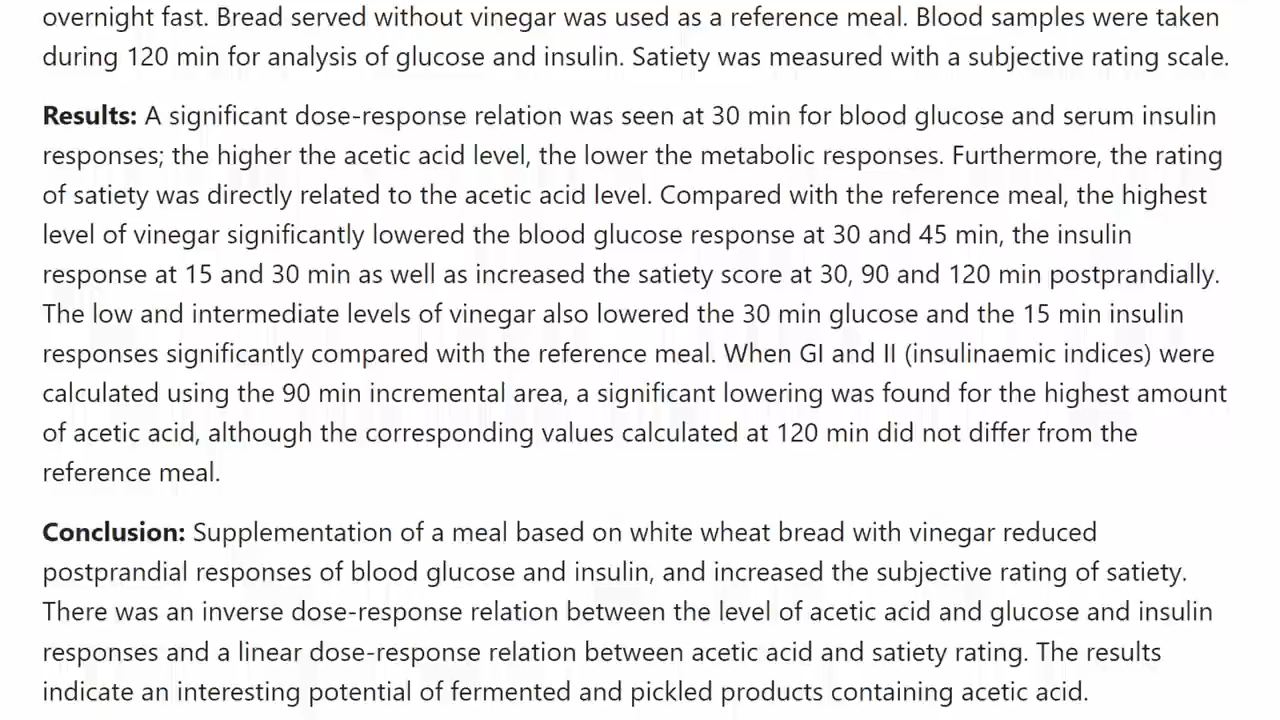 overnight fast. Bread served without vinegar was used as a reference meal. Blood samples were taken
during 120 min for analysis of glucose and insulin. Satiety was measured with a subjective rating scale.
Results: A significant dose-response relation was seen at 30 min for blood glucose and serum insulin
responses; the higher the acetic acid level, the lower the metabolic responses. Furthermore, the rating
of satiety was directly related to the acetic acid level. Compared with the reference meal, the highest
level of vinegar significantly lowered the blood glucose response at 30 and 45 min, the insulin
response at 15 and 30 min as well as increased the satiety score at 30, 90 and 120 min postprandially.
The low and intermediate levels of vinegar also lowered the 30 min glucose and the 15 min insulin
responses significantly compared with the reference meal. When GI and II (insulinaemic indices) were
calculated using the 90 min incremental area, a significant lowering was found for the highest amount
of acetic acid, although the corresponding values calculated at 120 min did not differ from the
reference meal.
Conclusion: Supplementation of a meal based on white wheat bread with vinegar reduced
postprandial responses of blood glucose and insulin, and increased the subjective rating of satiety.
There was an inverse dose-response relation between the level of acetic acid and glucose and insulin
responses and a linear dose-response relation between acetic acid and satiety rating. The results
indicate an interesting potential of fermented and pickled products containing acetic acid.